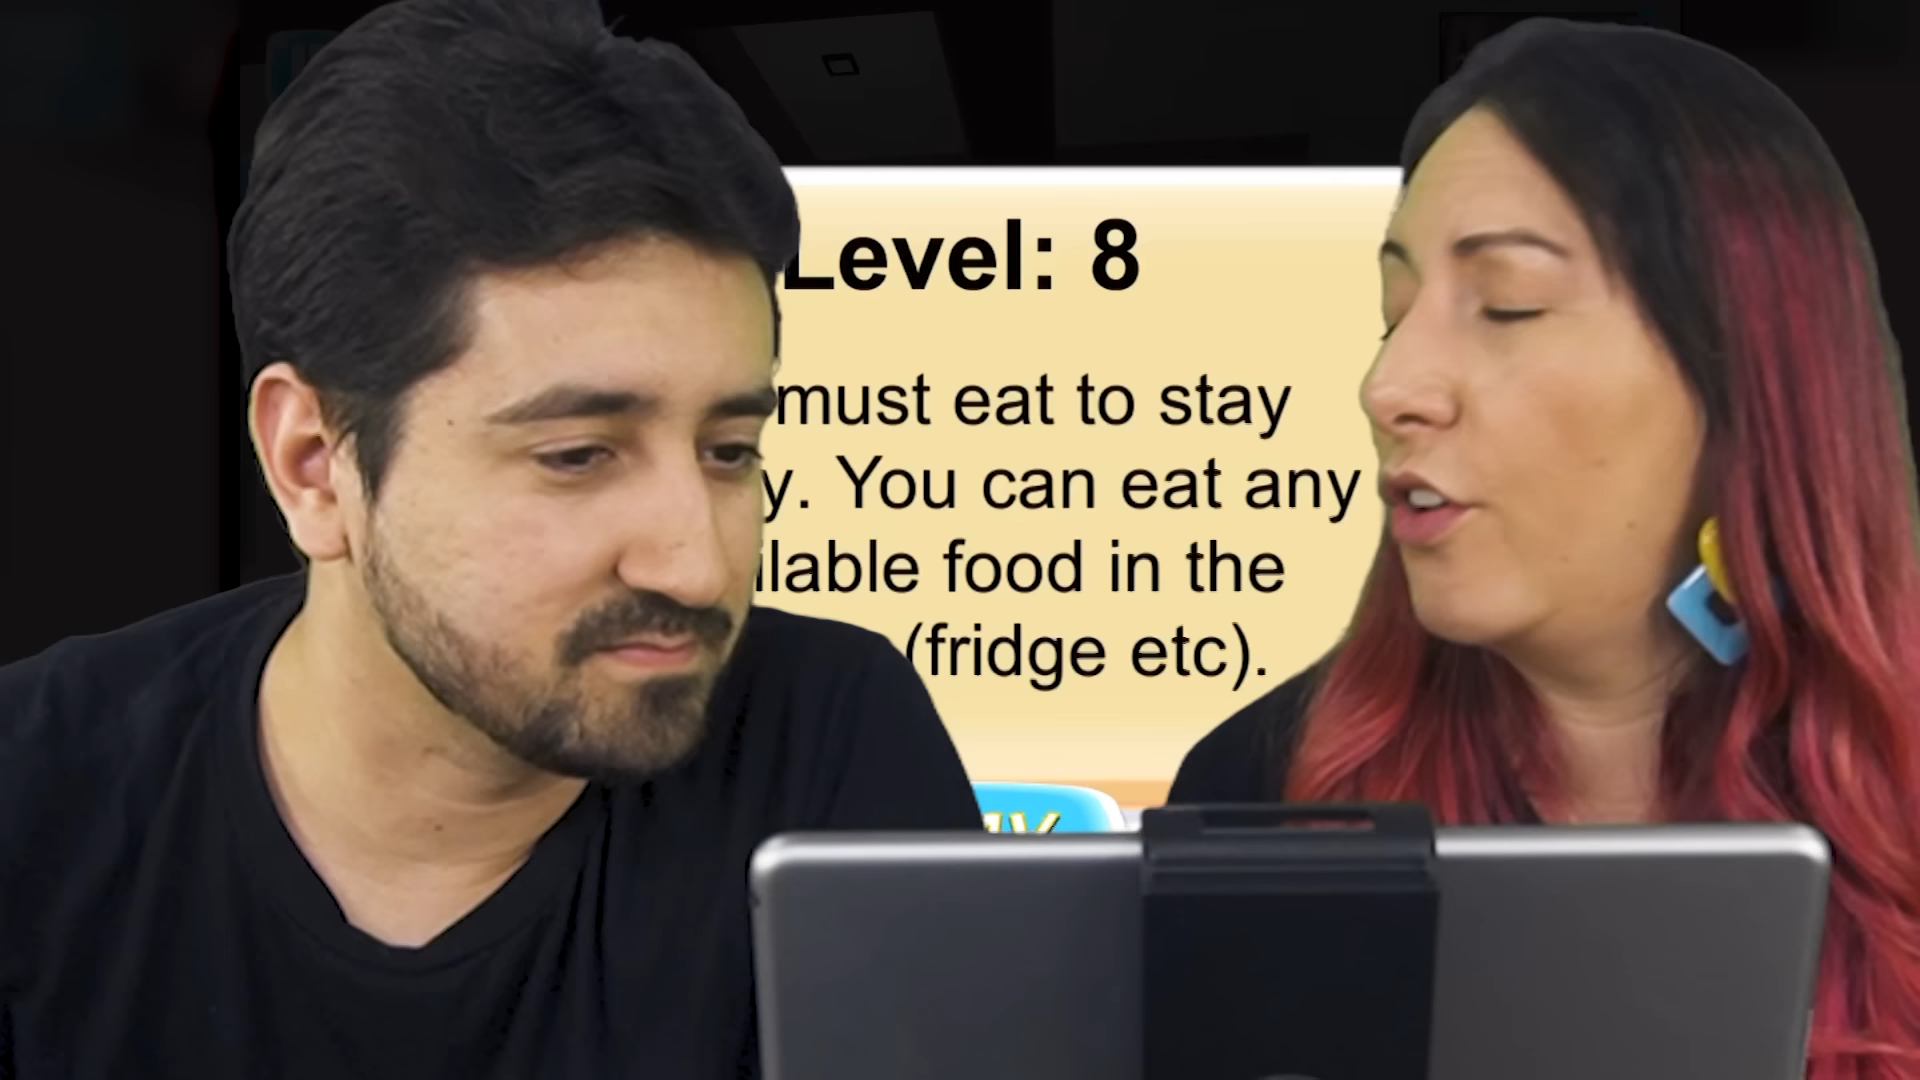 Level: 8
must eat to stay
y. You can eat any
ilable food in the
(fridge etc).